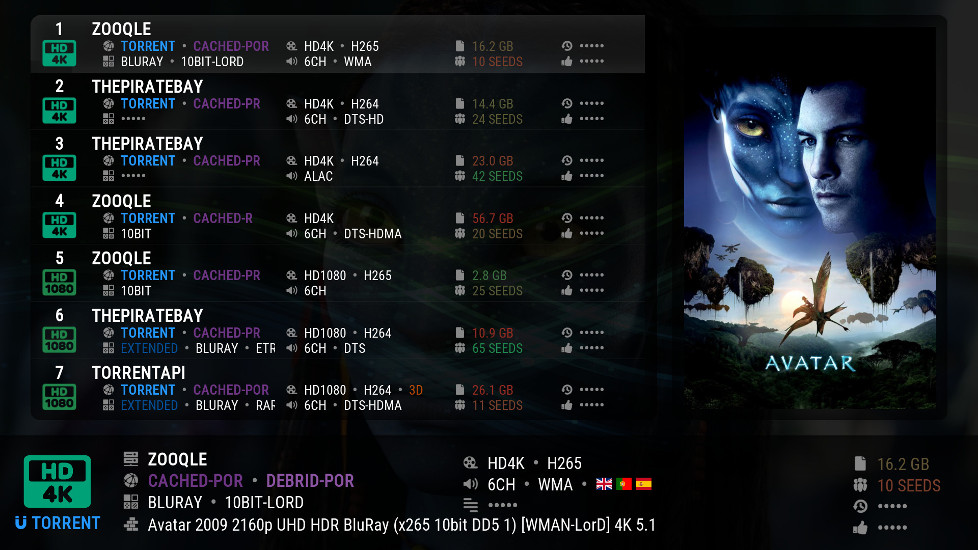 1 ZOOQLE
HD 4K TORRENT • CACHED-POR HD4K • H265 16.2 GB •••••
BLURAY • 10BIT-LORD 6CH • WMA 10 SEEDS •••••
2 THEPIRATEBAY
HD 4K TORRENT • CACHED-PR HD4K • H264 14.4 GB •••••
••••• 6CH • DTS-HD 24 SEEDS •••••
3 THEPIRATEBAY
HD 4K TORRENT • CACHED-PR HD4K • H264 23.0 GB •••••
••••• ALAC 42 SEEDS •••••
4 ZOOQLE
HD 4K TORRENT • CACHED-R HD4K 56.7 GB •••••
10BIT 6CH • DTS-HDMA 20 SEEDS •••••
5 ZOOQLE
HD 1080 TORRENT • CACHED-PR HD1080 • H265 2.8 GB •••••
10BIT 6CH 25 SEEDS •••••
6 THEPIRATEBAY
HD 1080 TORRENT • CACHED-PR HD1080 • H264 10.9 GB •••••
EXTENDED • BLURAY • ETR 6CH • DTS 65 SEEDS •••••
7 TORRENTAPI
HD 1080 TORRENT • CACHED-POR HD1080 • H264 • 3D 26.1 GB •••••
EXTENDED • BLURAY • RAR 6CH • DTS-HDMA 11 SEEDS •••••
AVATAR
HD 4K
TORRENT
ZOOQLE
CACHED-POR • DEBRID-POR
BLURAY • 10BIT-LORD
Avatar 2009 2160p UHD HDR BluRay (x265 10bit DD5 1) [WMAN-LorD] 4K 5.1
HD4K • H265
6CH • WMA •
•••••
16.2 GB
10 SEEDS
•••••
•••••